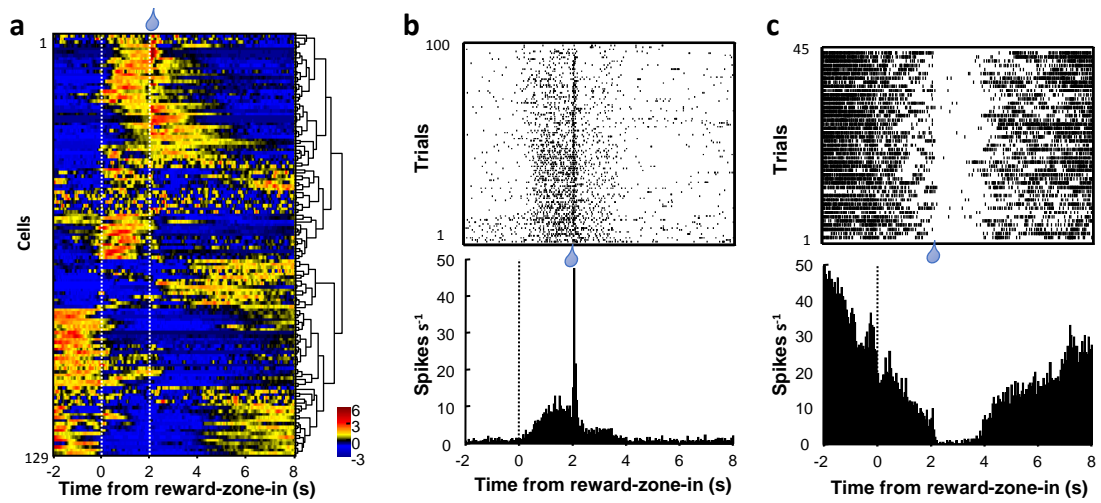 a
1
Cells
129
-2 0 2 4 6 8
Time from reward-zone-in (s)
6
3
0
-3
b
100
Trials
1
50
40
30
20
10
0
Spikes s⁻¹
-2 0 2 4 6 8
Time from reward-zone-in (s)
c
45
Trials
1
50
40
30
20
10
0
Spikes s⁻¹
-2 0 2 4 6 8
Time from reward-zone-in (s)